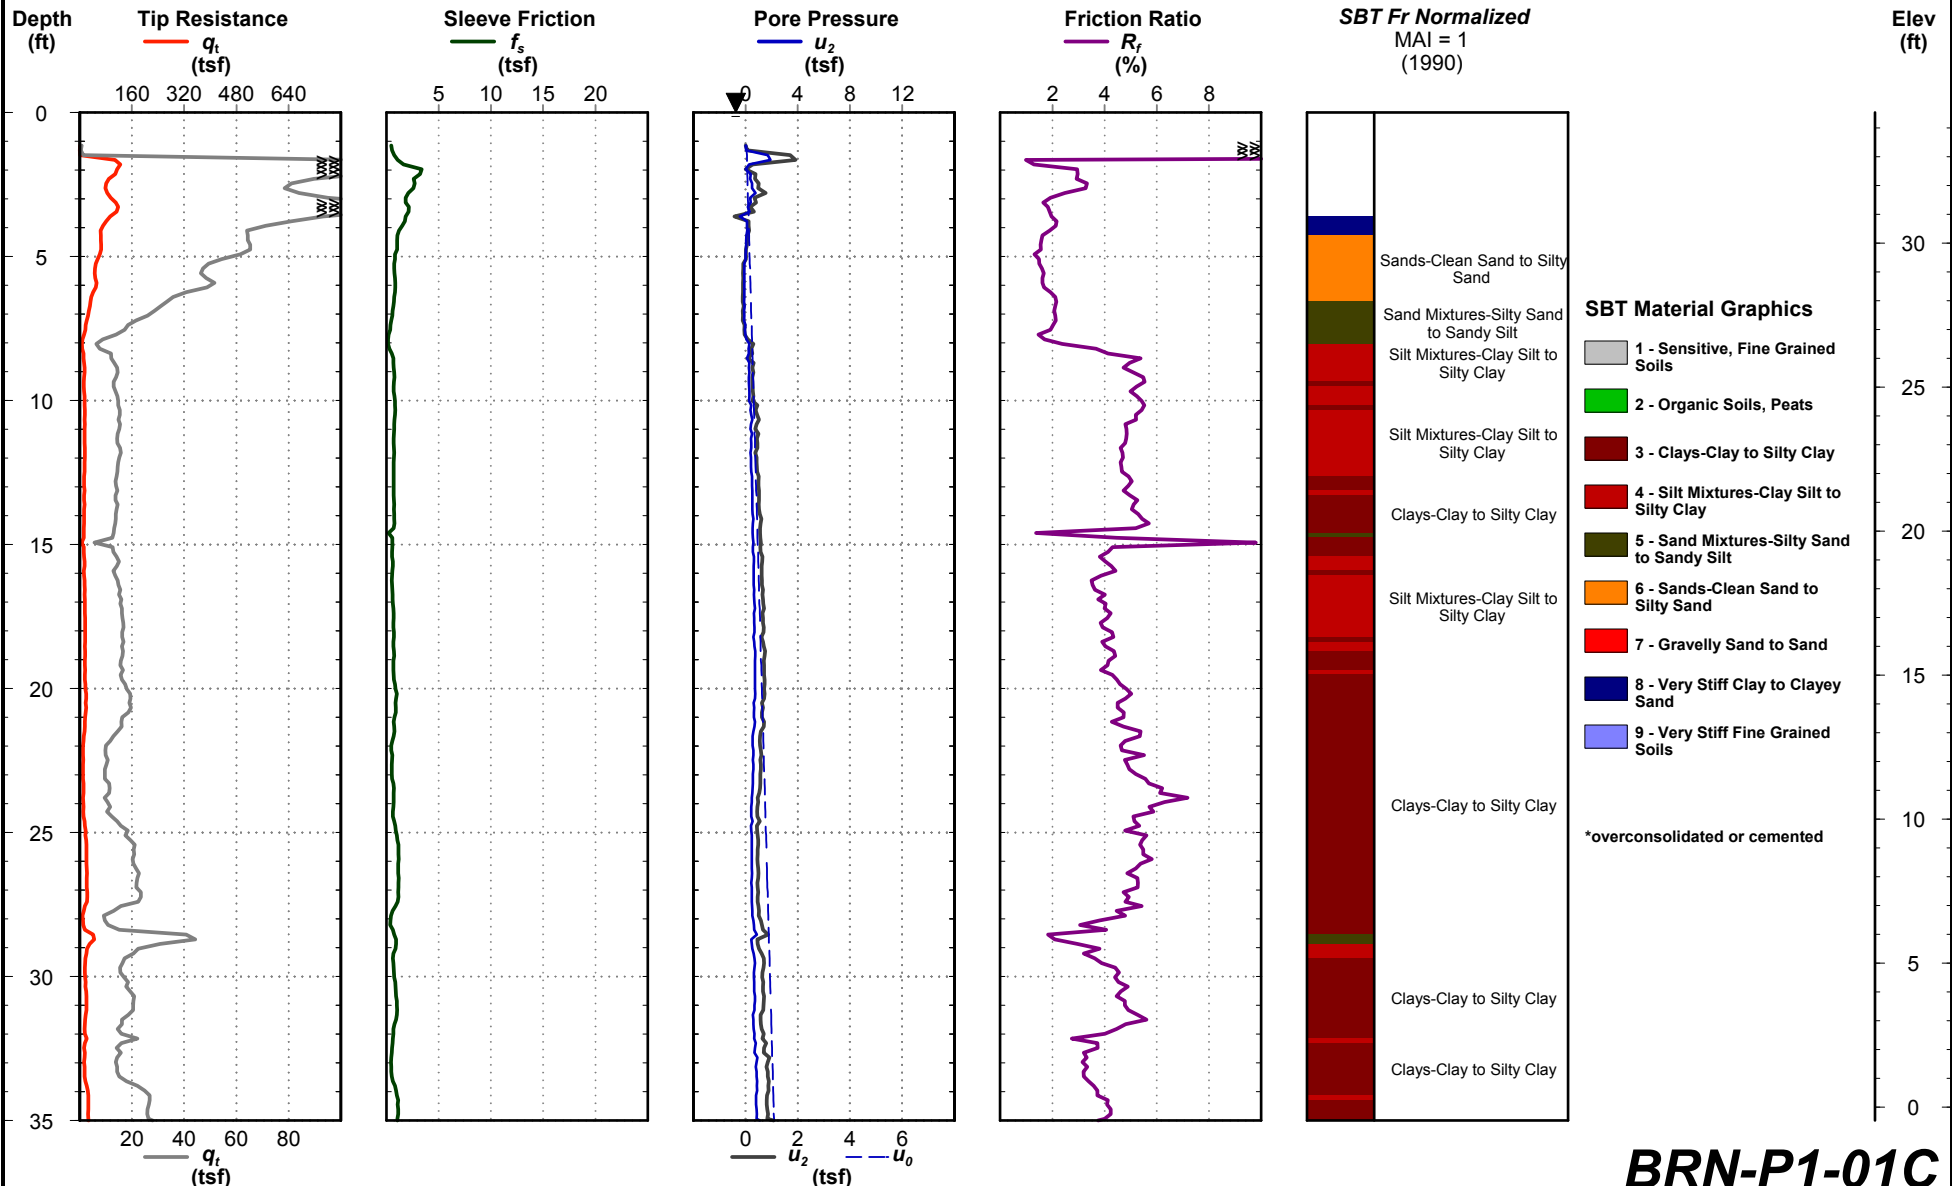 Depth
(ft)
Tip Resistance
qt
(tsf)
Sleeve Friction
fs
(tsf)
Pore Pressure
u2
(tsf)
Friction Ratio
Rf
(%)
SBT Fr Normalized
MAI = 1
(1990)
Elev
(ft)
160 320 480 640
5 10 15 20
0 4 8 12
2 4 6 8
0
5
10
15
20
25
30
35
>>
>>
>>
>>
>>
>>
>>
Sands-Clean Sand to Silty
Sand
Sand Mixtures-Silty Sand
to Sandy Silt
Silt Mixtures-Clay Silt to
Silty Clay
Silt Mixtures-Clay Silt to
Silty Clay
Clays-Clay to Silty Clay
Silt Mixtures-Clay Silt to
Silty Clay
Clays-Clay to Silty Clay
Clays-Clay to Silty Clay
Clays-Clay to Silty Clay
SBT Material Graphics
1 - Sensitive, Fine Grained
Soils
2 - Organic Soils, Peats
3 - Clays-Clay to Silty Clay
4 - Silt Mixtures-Clay Silt to
Silty Clay
5 - Sand Mixtures-Silty Sand
to Sandy Silt
6 - Sands-Clean Sand to
Silty Sand
7 - Gravelly Sand to Sand
8 - Very Stiff Clay to Clayey
Sand
9 - Very Stiff Fine Grained
Soils
*overconsolidated or cemented
30
25
20
15
10
5
0
20 40 60 80
qt
(tsf)
0 2 4 6
u2 u0
(tsf)
BRN-P1-01C